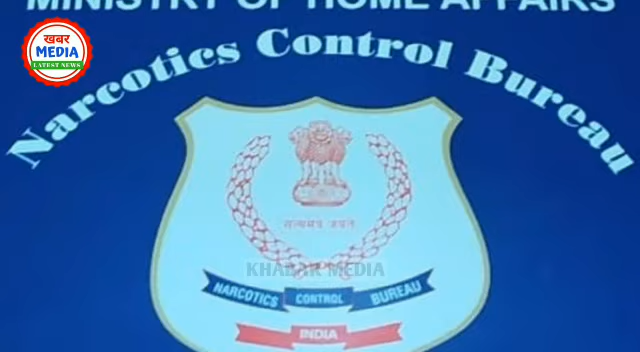 MINISTRY OF HOME AFFAIRS
खबर
MEDIA
LATEST NEWS
Narcotics Control Bureau
सत्यमेव जयते
KHABAR MEDIA
NARCOTICS CONTROL BUREAU
INDIA